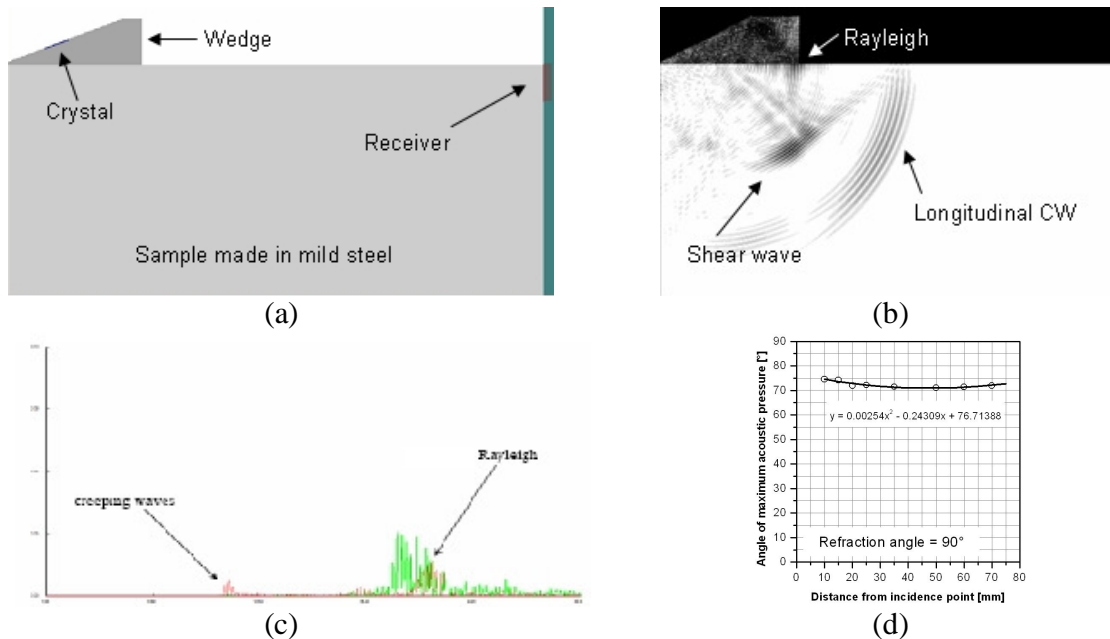 (a)
Wedge
Crystal
Receiver
Sample made in mild steel
(b)
Rayleigh
Longitudinal CW
Shear wave
(c)
creeping waves
Rayleigh
(d)
Angle of maximum acoustic pressure [°]
90
80
70
60
50
40
30
20
10
0
y = 0.00254x² - 0.24309x + 76.71388
Refraction angle = 90°
0 10 20 30 40 50 60 70 80
Distance from incidence point [mm]